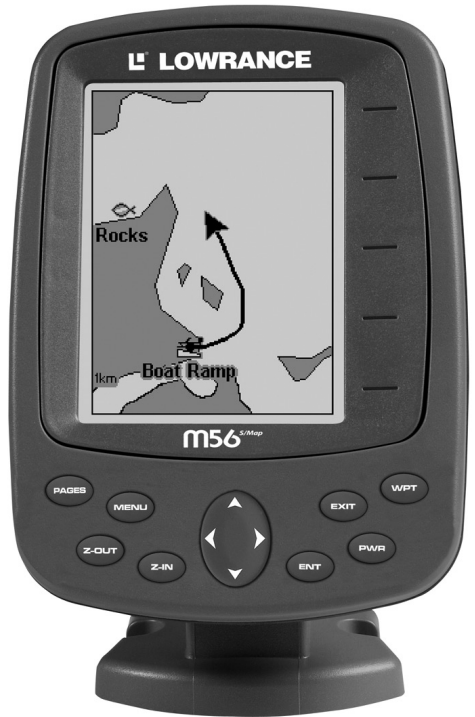 LOWRANCE
Rocks
1km
Boat Ramp
M56 S/Map
PAGES
MENU
EXIT
WPT
Z-OUT
Z-IN
ENT
PWR